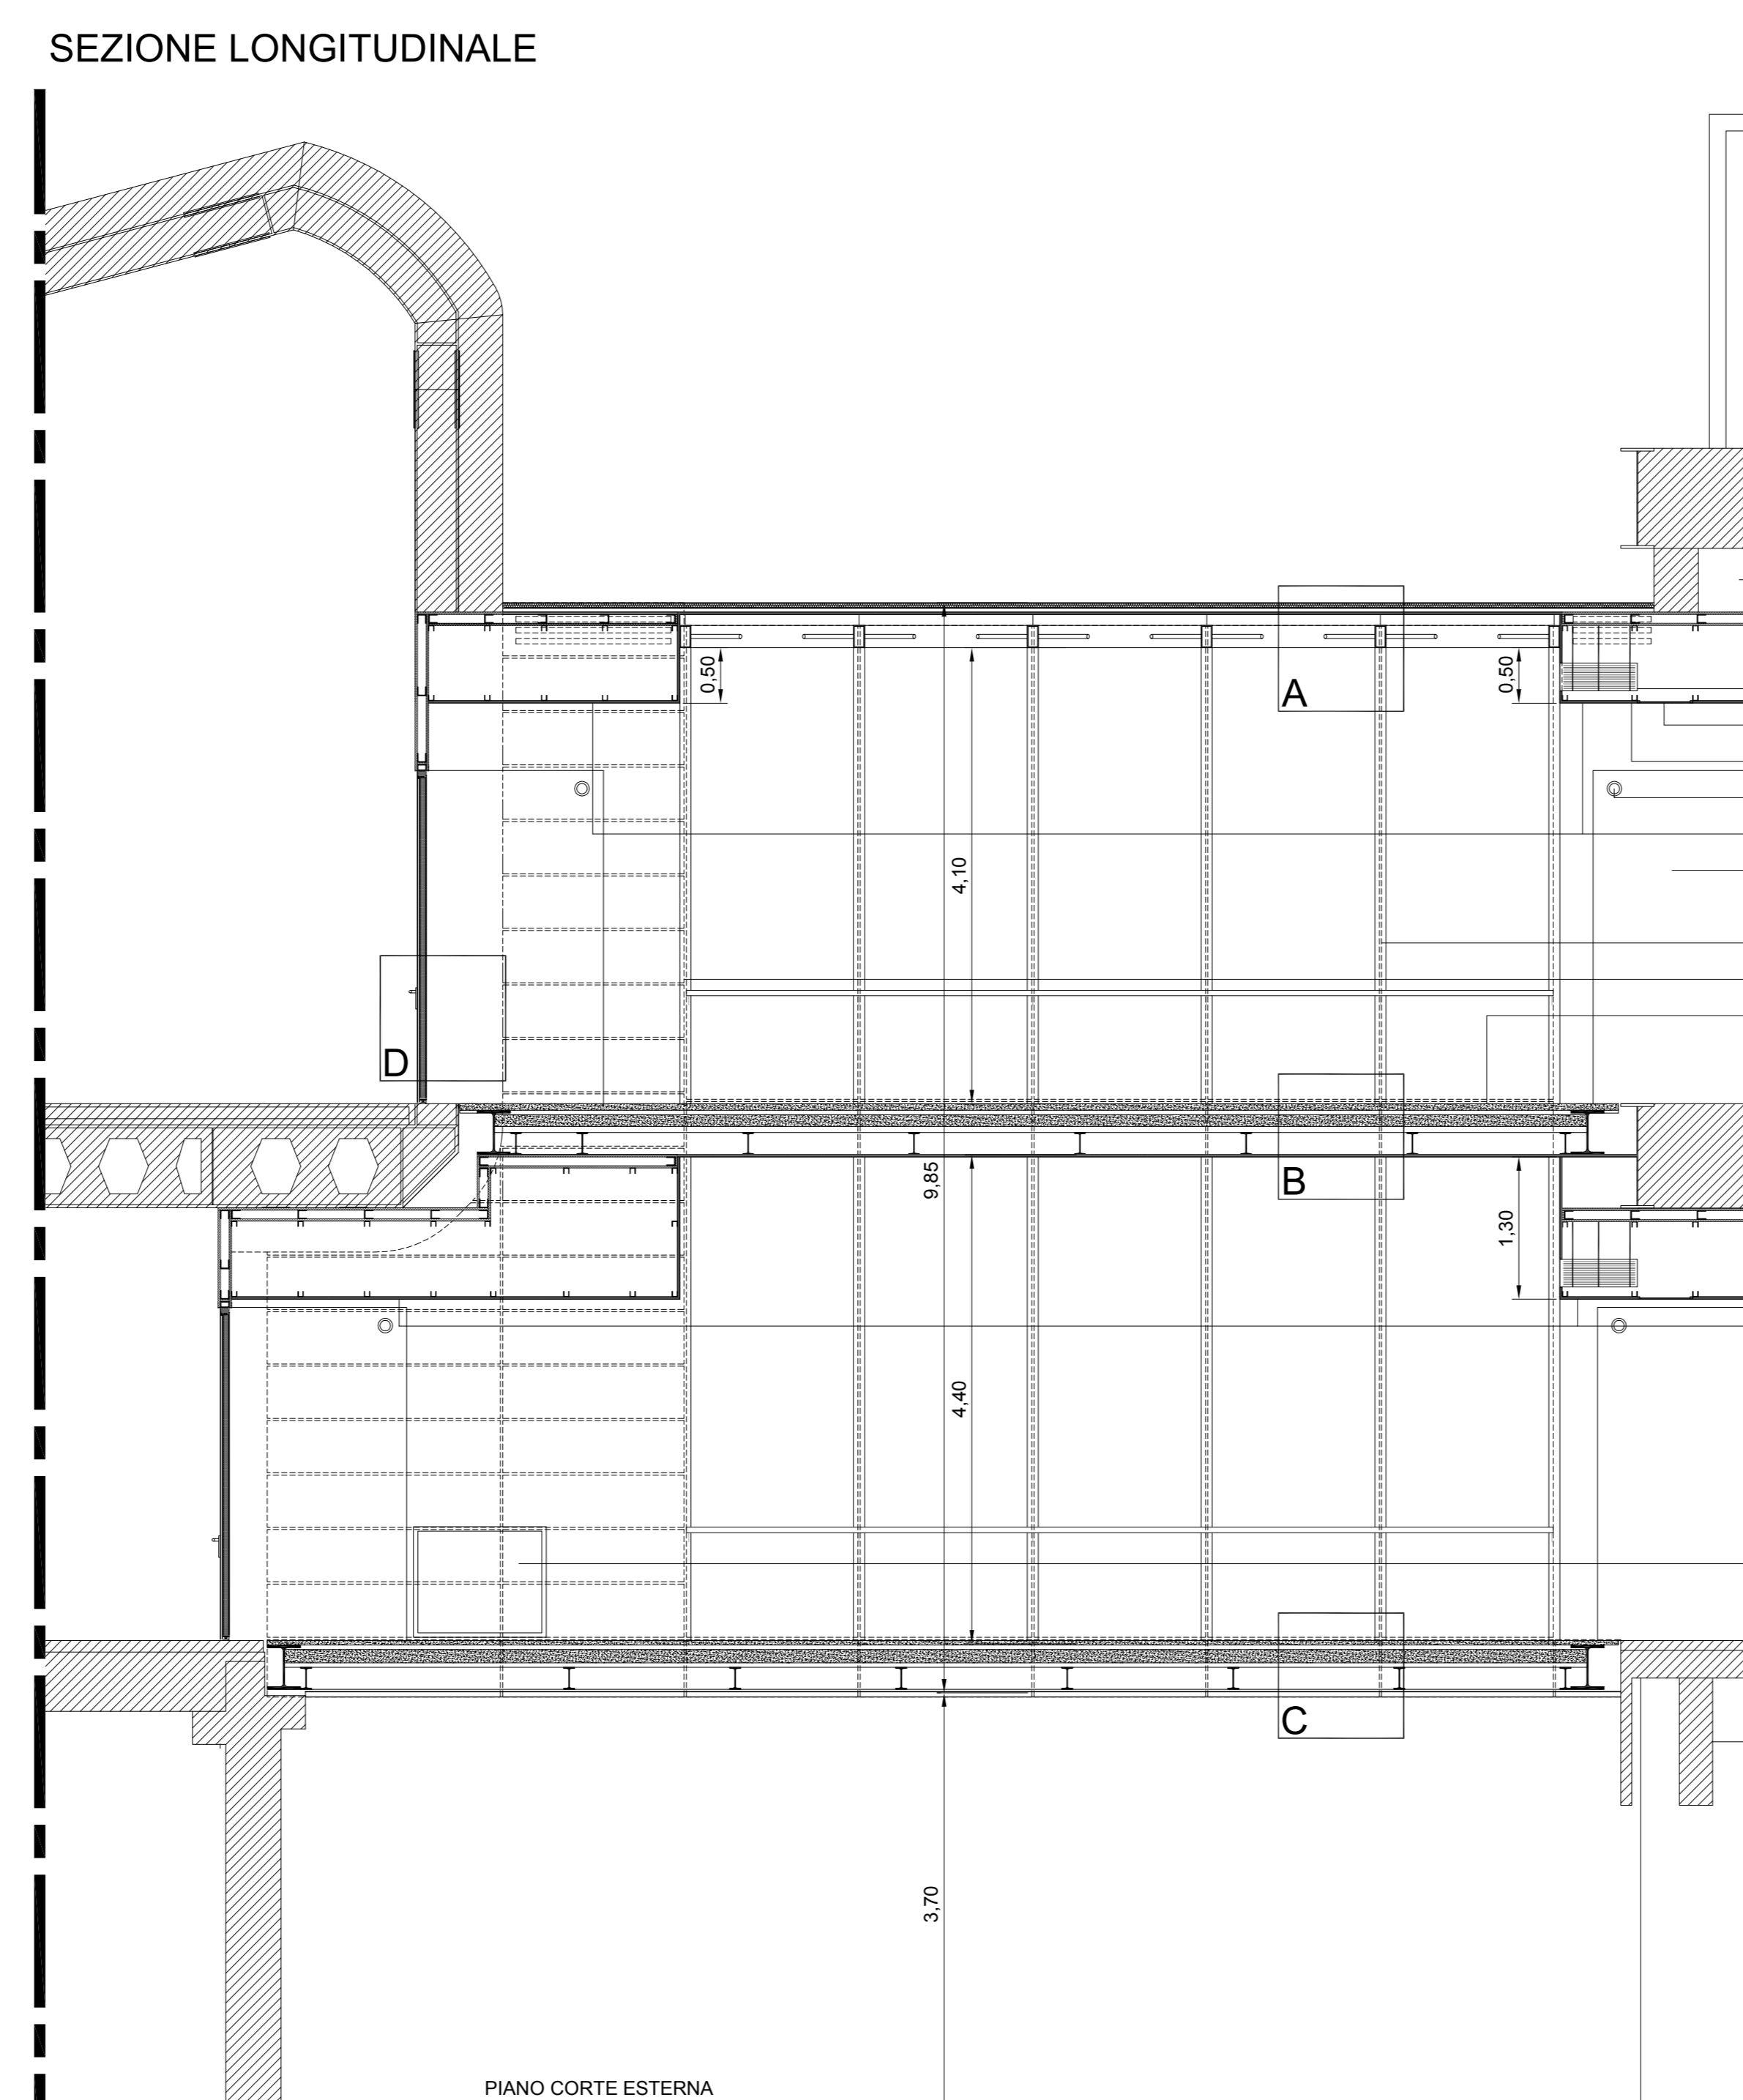 SEZIONE LONGITUDINALE
0,50
0,50
A
4,10
D
9,85
B
1,30
4,40
C
3,70
PIANO CORTE ESTERNA